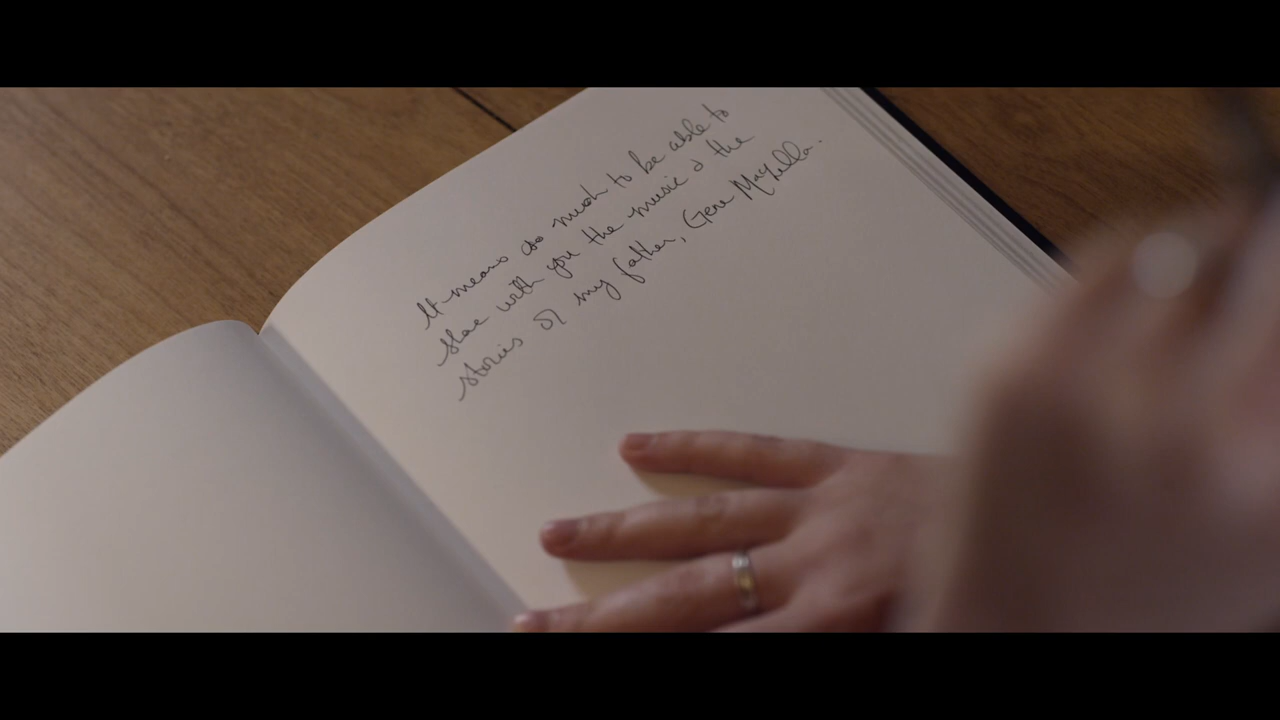 It means so much to be able to
share with you the music & the
stories of my father, Gene